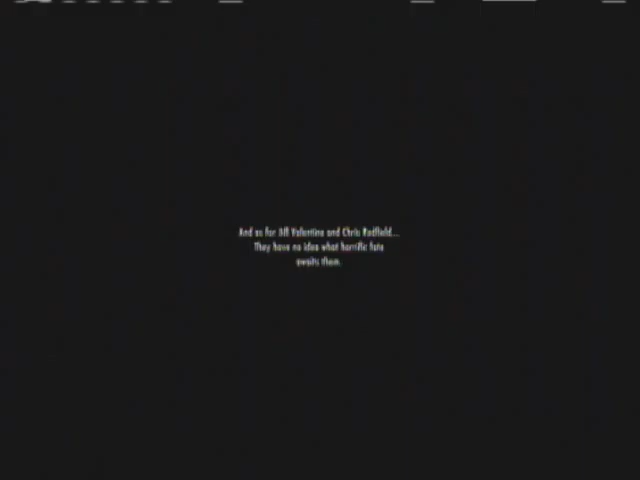 And as for Jill Valentine and Chris Redfield...
They have no idea what horrific fate
awaits them.